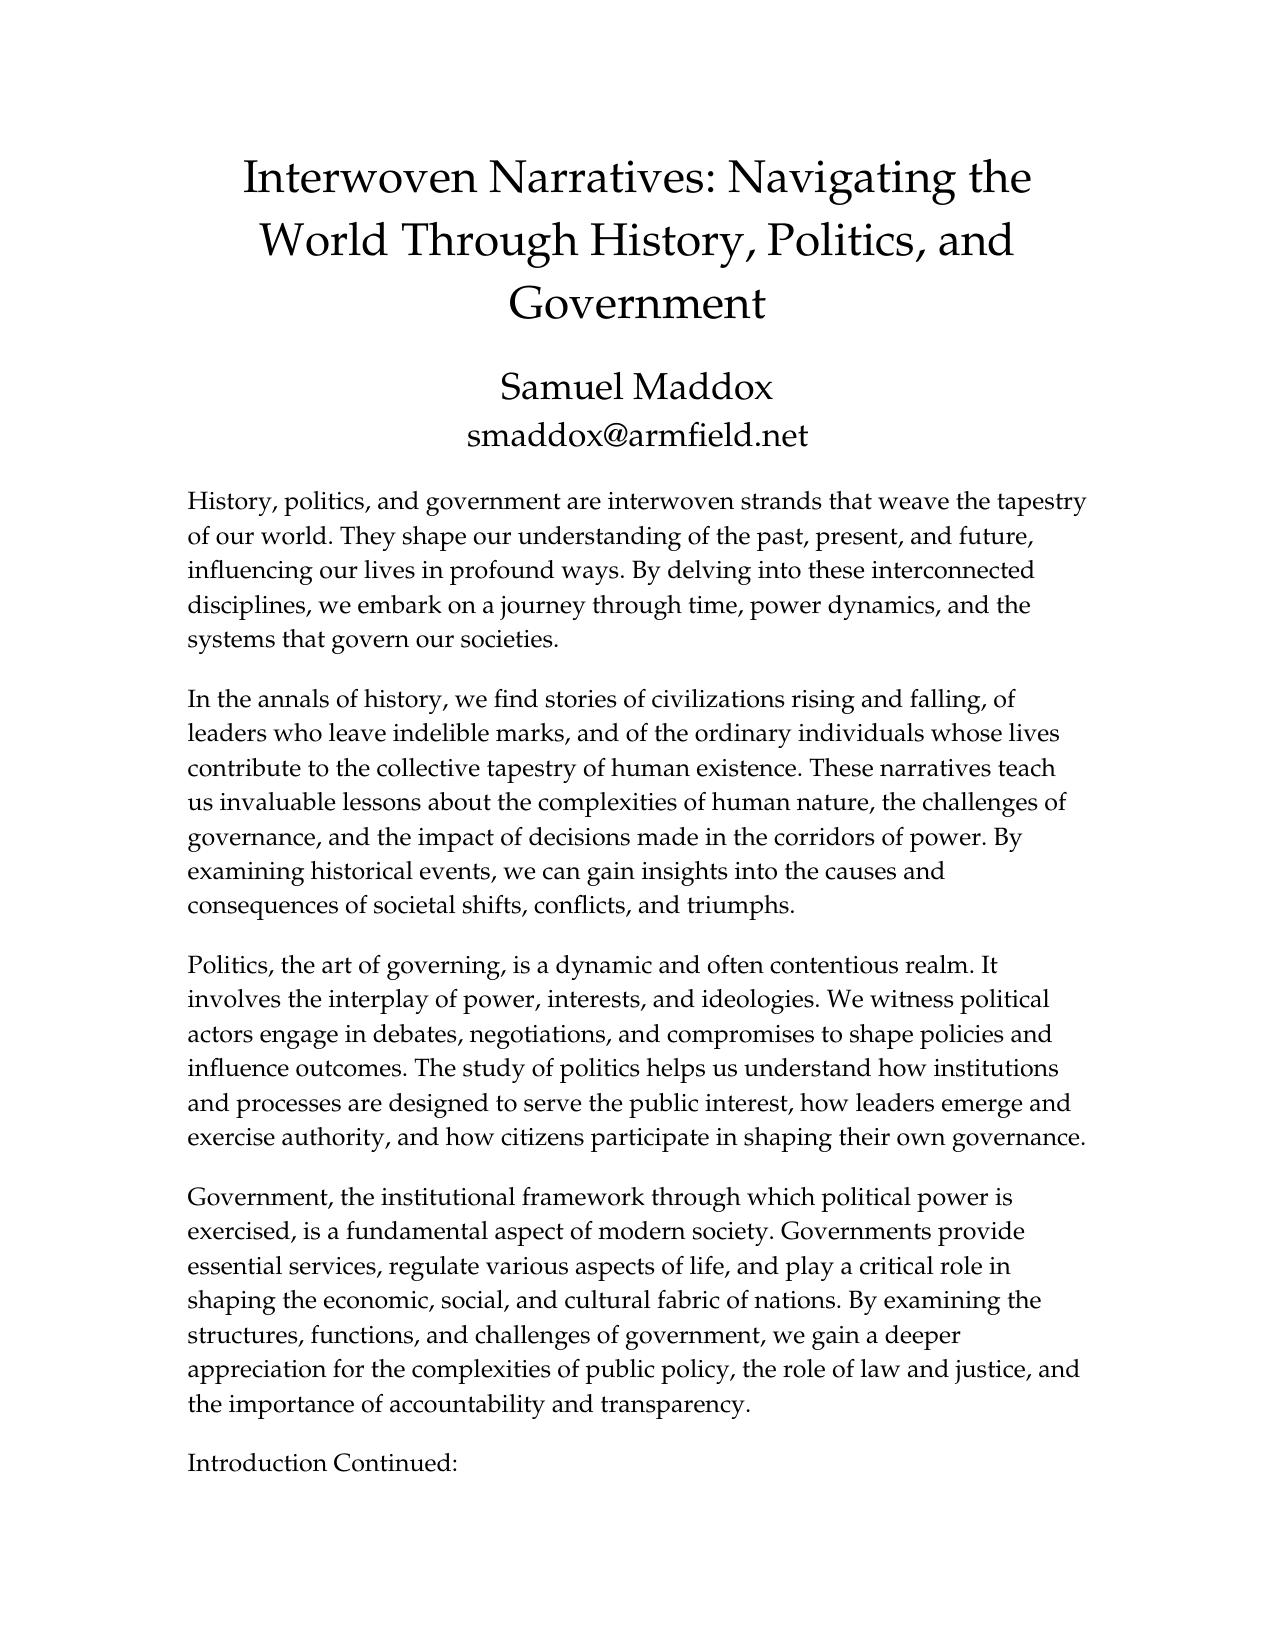 Interwoven Narratives: Navigating the
World Through History, Politics, and
Government
Samuel Maddox
smaddox@armfield.net
History, politics, and government are interwoven strands that weave the tapestry
of our world. They shape our understanding of the past, present, and future,
influencing our lives in profound ways. By delving into these interconnected
disciplines, we embark on a journey through time, power dynamics, and the
systems that govern our societies.
In the annals of history, we find stories of civilizations rising and falling, of
leaders who leave indelible marks, and of the ordinary individuals whose lives
contribute to the collective tapestry of human existence. These narratives teach
us invaluable lessons about the complexities of human nature, the challenges of
governance, and the impact of decisions made in the corridors of power. By
examining historical events, we can gain insights into the causes and
consequences of societal shifts, conflicts, and triumphs.
Politics, the art of governing, is a dynamic and often contentious realm. It
involves the interplay of power, interests, and ideologies. We witness political
actors engage in debates, negotiations, and compromises to shape policies and
influence outcomes. The study of politics helps us understand how institutions
and processes are designed to serve the public interest, how leaders emerge and
exercise authority, and how citizens participate in shaping their own governance.
Government, the institutional framework through which political power is
exercised, is a fundamental aspect of modern society. Governments provide
essential services, regulate various aspects of life, and play a critical role in
shaping the economic, social, and cultural fabric of nations. By examining the
structures, functions, and challenges of government, we gain a deeper
appreciation for the complexities of public policy, the role of law and justice, and
the importance of accountability and transparency.
Introduction Continued: